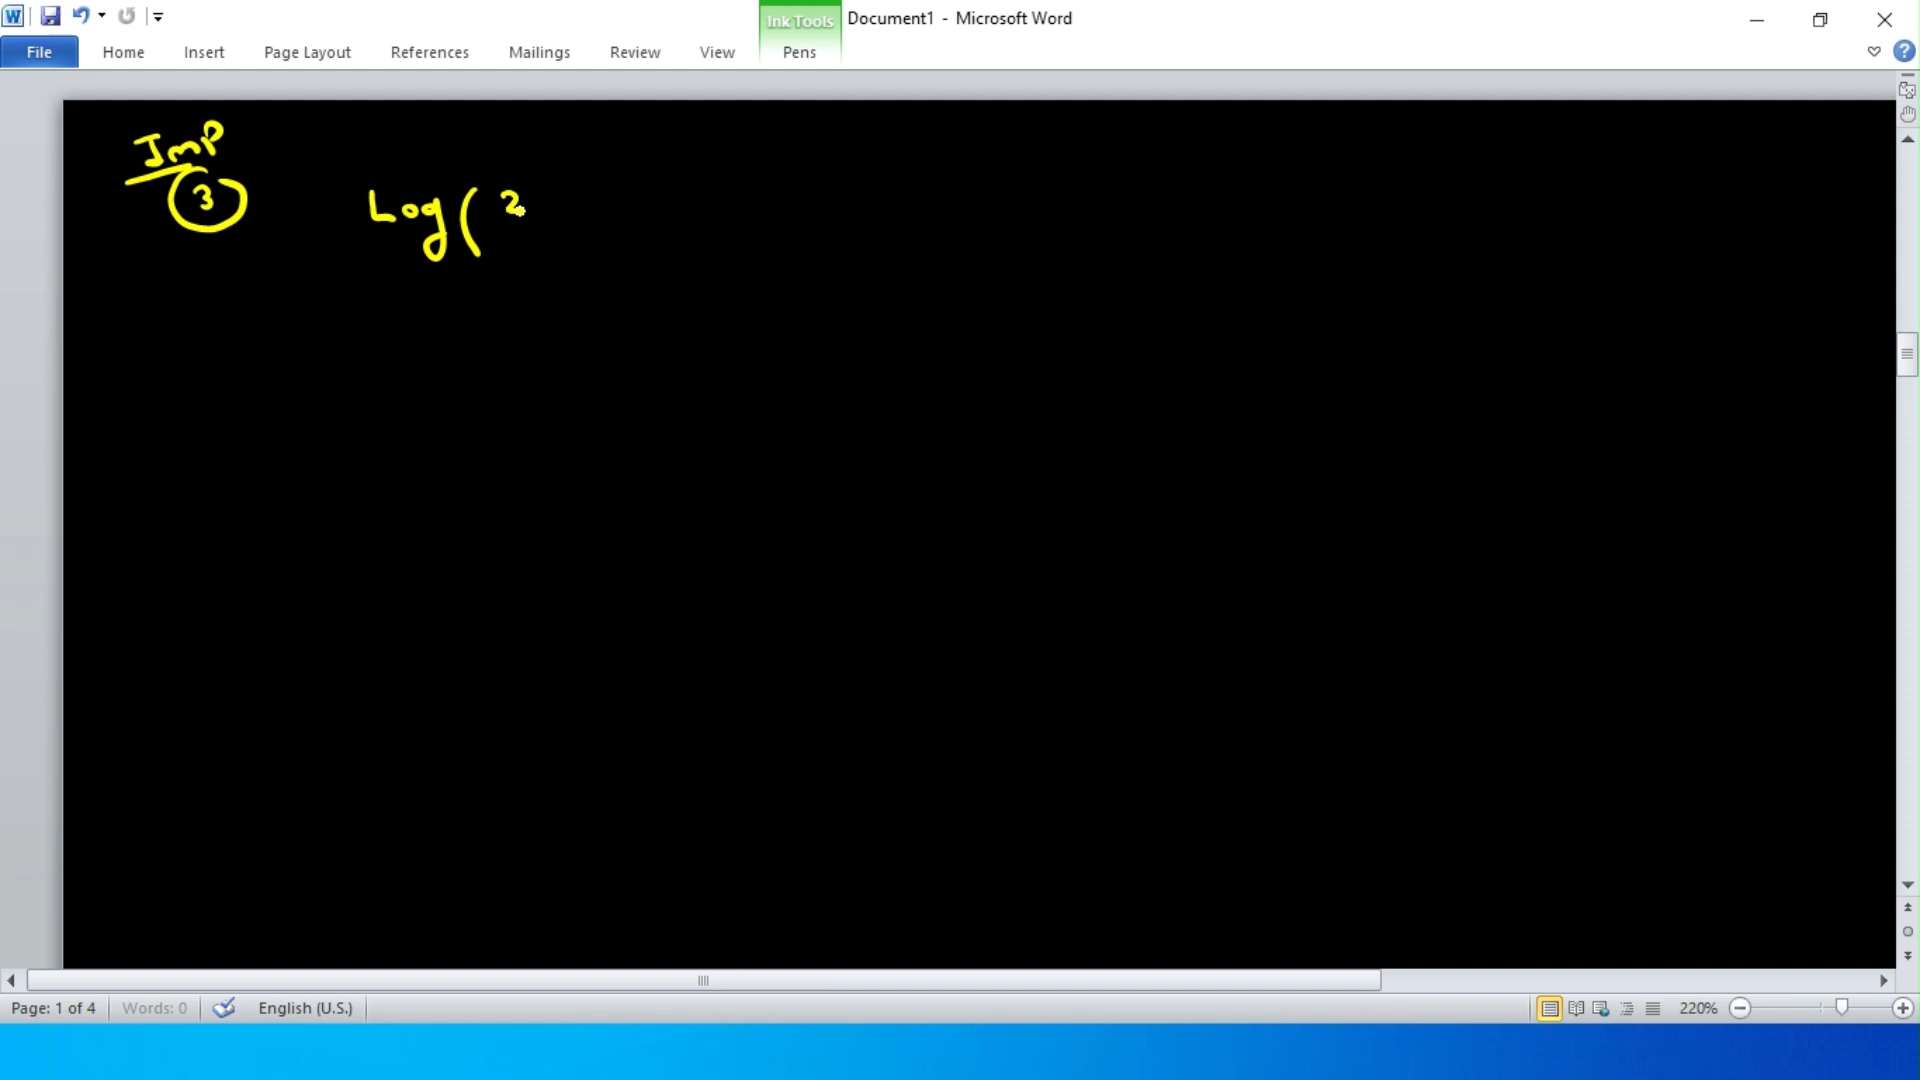 Ink Tools
Document1 - Microsoft Word
File Home Insert Page Layout References Mailings Review View Pens
Imp
3
Log( 2
Page: 1 of 4 Words: 0 English (U.S.) 220%